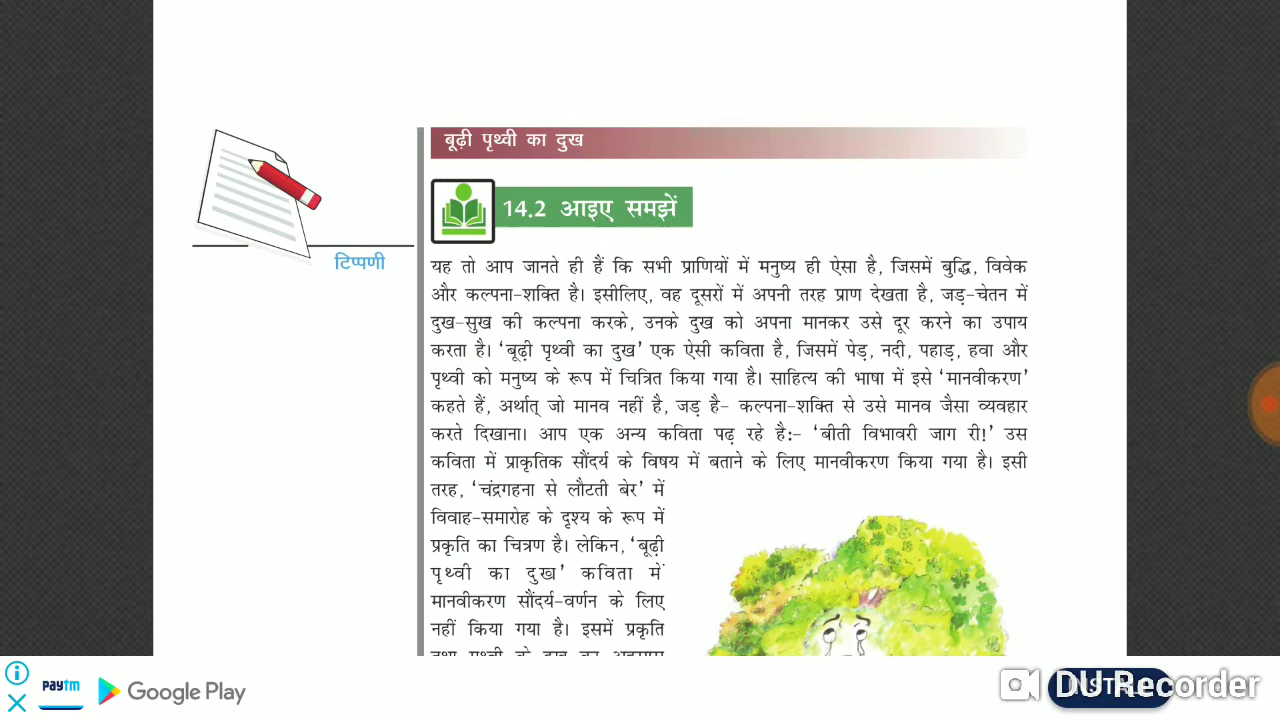 बूढ़ी पृथ्वी का दुख
14.2 आइए समझें
टिप्पणी
यह तो आप जानते ही हैं कि सभी प्राणियों में मनुष्य ही ऐसा है, जिसमें बुद्धि, विवेक
और कल्पना-शक्ति है। इसीलिए, वह दूसरों में अपनी तरह प्राण देखता है, जड़-चेतन में
दुख-सुख की कल्पना करके, उनके दुख को अपना मानकर उसे दूर करने का उपाय
करता है। ‘बूढ़ी पृथ्वी का दुख’ एक ऐसी कविता है, जिसमें पेड़, नदी, पहाड़, हवा और
पृथ्वी को मनुष्य के रूप में चित्रित किया गया है। साहित्य की भाषा में इसे ‘मानवीकरण’
कहते हैं, अर्थात् जो मानव नहीं है, जड़ है- कल्पना-शक्ति से उसे मानव जैसा व्यवहार
करते दिखाना। आप एक अन्य कविता पढ़ रहे है:- ‘बीती विभावरी जाग री!’ उस
कविता में प्राकृतिक सौंदर्य के विषय में बताने के लिए मानवीकरण किया गया है। इसी
तरह, ‘चंद्रगहना से लौटती बेर’ में
विवाह-समारोह के दृश्य के रूप में
प्रकृति का चित्रण है। लेकिन, ‘बूढ़ी
पृथ्वी का दुख’ कविता में
मानवीकरण सौंदर्य-वर्णन के लिए
नहीं किया गया है। इसमें प्रकृति
paytm
Google Play
DU Recorder